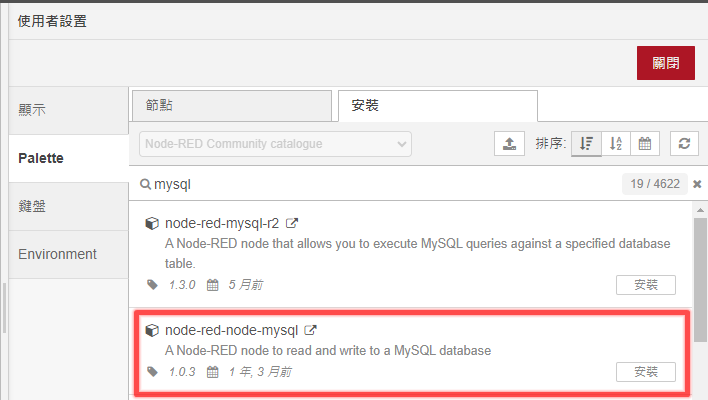 使用者設置
關閉
顯示
Palette
鍵盤
Environment
節點
安裝
Node-RED Community catalogue
排序:
mysql
19 / 4622
node-red-mysql-r2
A Node-RED node that allows you to execute MySQL queries against a specified database
table.
1.3.0 5 月前
安裝
node-red-node-mysql
A Node-RED node to read and write to a MySQL database
1.0.3 1 年, 3 月前
安裝